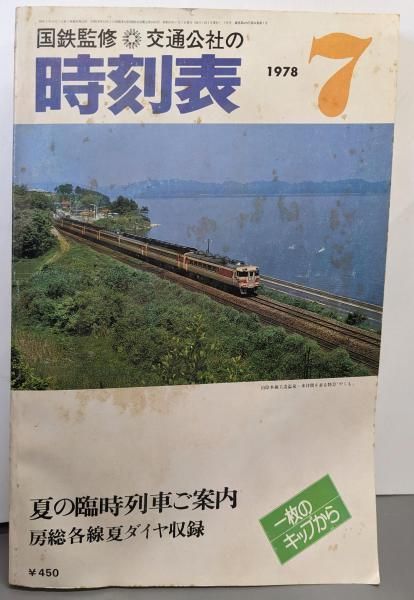 国鉄監修 交通公社の
時刻表
1978
7
夏の臨時列車ご案内
房総各線夏ダイヤ収録
一枚の
キップから
¥450